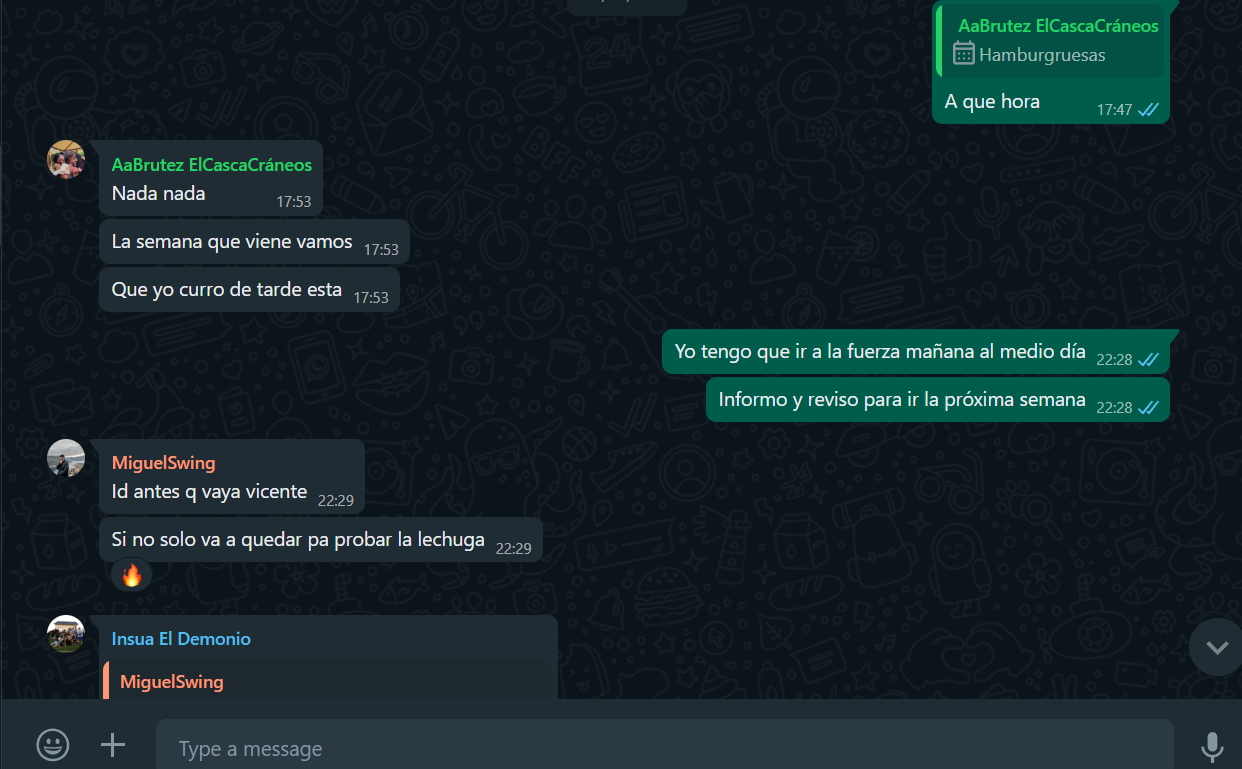 AaBrutez ElCascaCráneos
Hamburgruesas
A que hora
17:47
AaBrutez ElCascaCráneos
Nada nada
17:53
La semana que viene vamos 17:53
Que yo curro de tarde esta 17:53
Yo tengo que ir a la fuerza mañana al medio día 22:28
Informo y reviso para ir la próxima semana 22:28
MiguelSwing
Id antes q vaya vicente 22:29
Si no solo va a quedar pa probar la lechuga 22:29
Insua El Demonio
MiguelSwing
Type a message